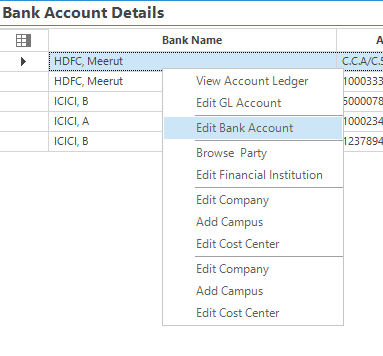 Bank Account Details
Bank Name
HDFC, Meerut
HDFC, Meerut
1000333
ICICI, B
5000078
ICICI, A
1000234
ICICI, B
1237894
View Account Ledger
Edit GL Account
Edit Bank Account
Browse Party
Edit Financial Institution
Edit Company
Add Campus
Edit Cost Center
Edit Company
Add Campus
Edit Cost Center